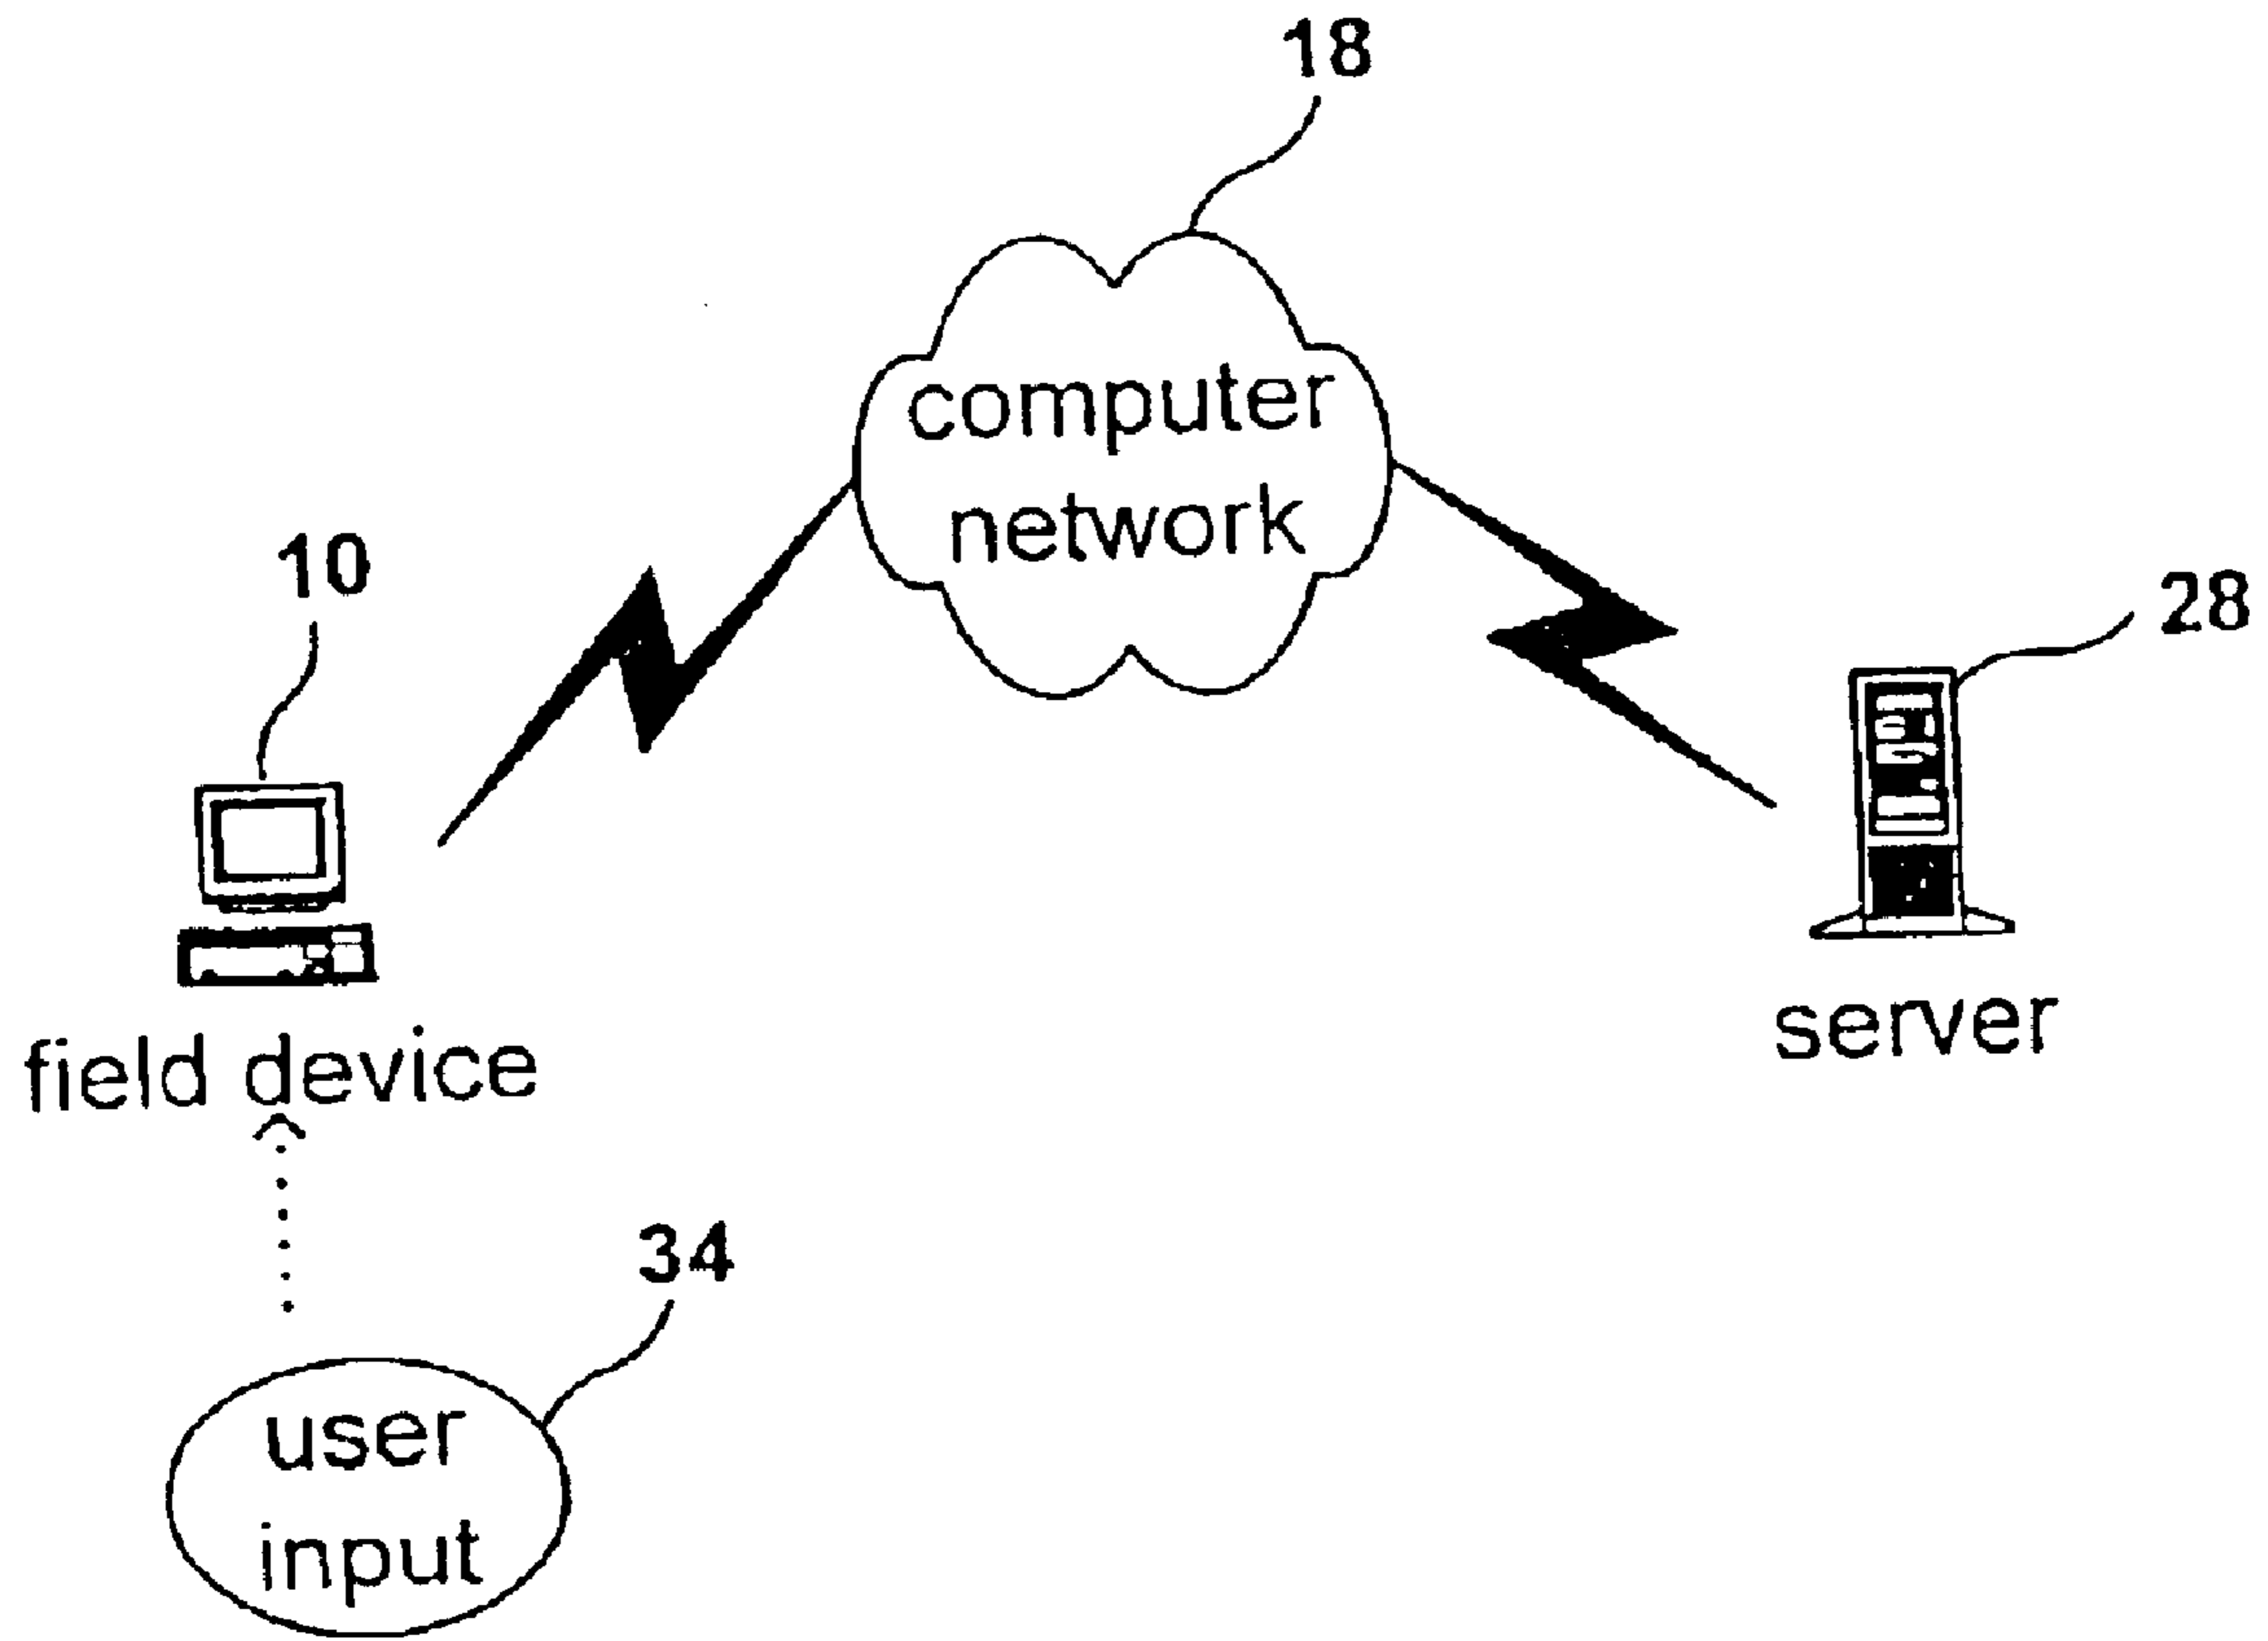 18
computer
network
10
28
field device
server
34
user
input